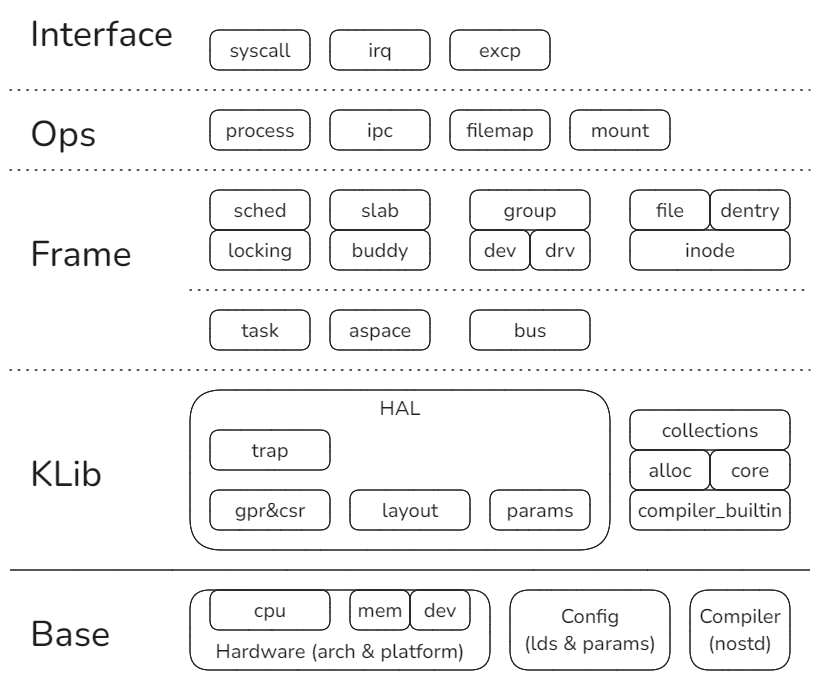 Interface
syscall irq excp
Ops
process ipc filemap mount
Frame
sched slab group file dentry
locking buddy dev drv inode
task aspace bus
KLib
HAL
trap
gpr&csr layout params
collections
alloc core
compiler_builtin
Base
cpu mem dev
Hardware (arch & platform)
Config
(lds & params)
Compiler
(nostd)